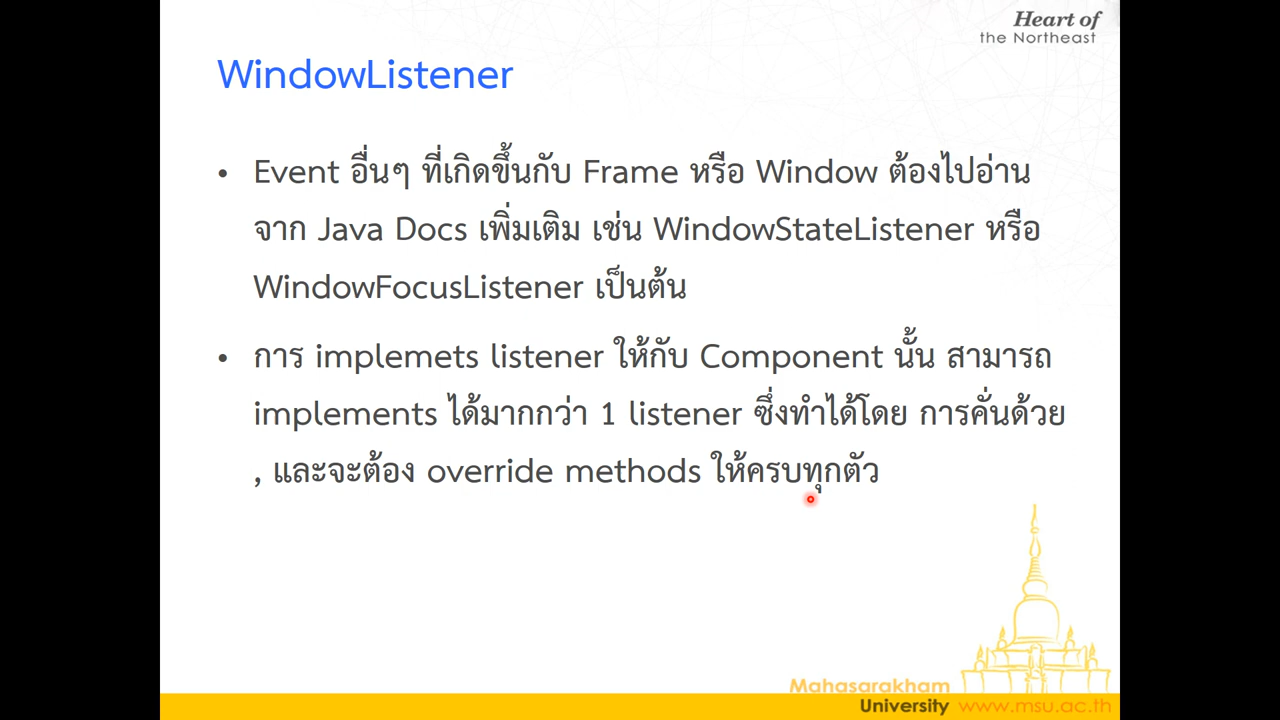 Heart of
the Northeast
WindowListener
• Event อื่นๆ ที่เกิดขึ้นกับ Frame หรือ Window ต้องไปอ่าน
จาก Java Docs เพิ่มเติม เช่น WindowStateListener หรือ
WindowFocusListener เป็นต้น
• การ implemets listener ให้กับ Component นั้น สามารถ
implements ได้มากกว่า 1 listener ซึ่งทำได้โดย การคั่นด้วย
, และจะต้อง override methods ให้ครบทุกตัว
Mahasarakham
University www.msu.ac.th